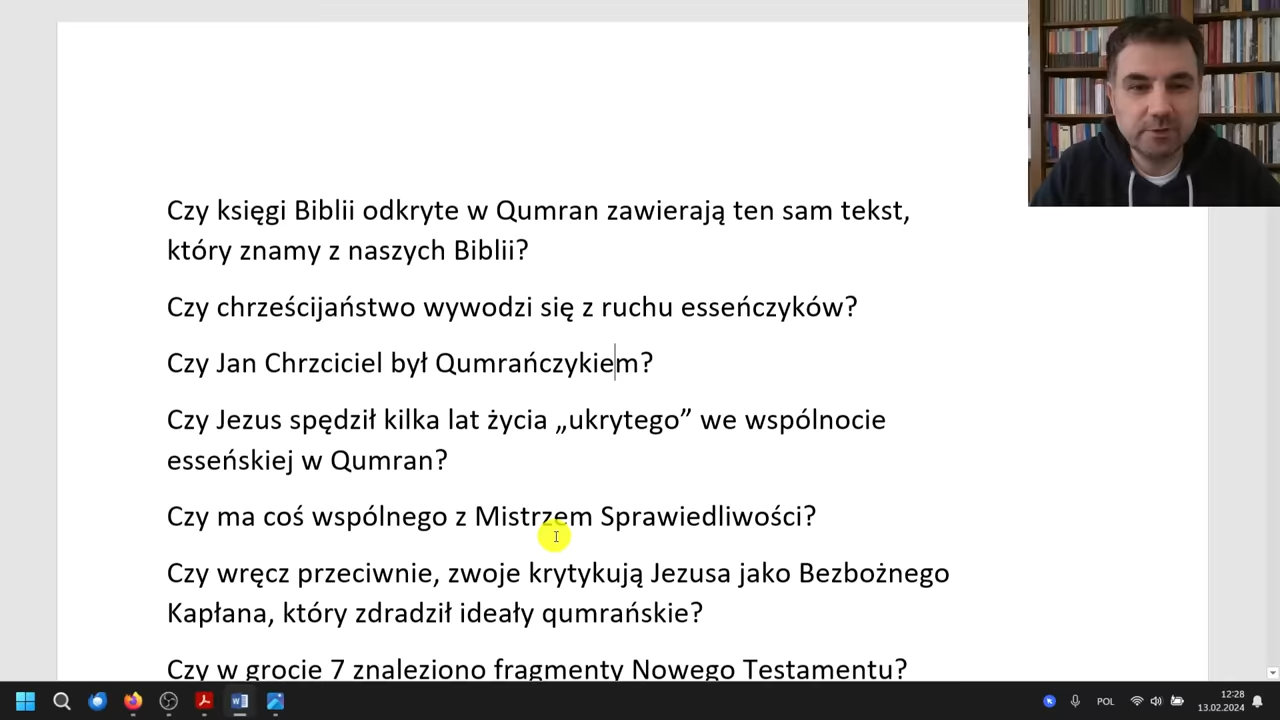 Czy księgi Biblii odkryte w Qumran zawierają ten sam tekst,
który znamy z naszych Biblii?
Czy chrześcijaństwo wywodzi się z ruchu esseńczyków?
Czy Jan Chrzciciel był Qumrańczykiem?
Czy Jezus spędził kilka lat życia „ukrytego” we wspólnocie
esseńskiej w Qumran?
Czy ma coś wspólnego z Mistrzem Sprawiedliwości?
Czy wręcz przeciwnie, zwoje krytykują Jezusa jako Bezbożnego
Kapłana, który zdradził ideały qumrańskie?
Czy w grocie 7 znaleziono fragmenty Nowego Testamentu?
POL
12:28
13.02.2024